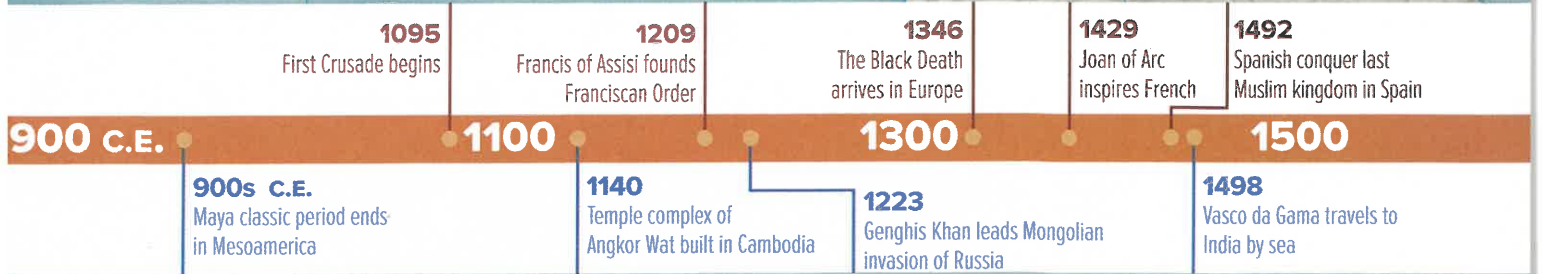 1095
First Crusade begins
1209
Francis of Assisi founds
Franciscan Order
1346
The Black Death
arrives in Europe
1429
Joan of Arc
inspires French
1492
Spanish conquer last
Muslim kingdom in Spain
900 C.E.
1100
1300
1500
900s C.E.
Maya classic period ends
in Mesoamerica
1140
Temple complex of
Angkor Wat built in Cambodia
1223
Genghis Khan leads Mongolian
invasion of Russia
1498
Vasco da Gama travels to
India by sea